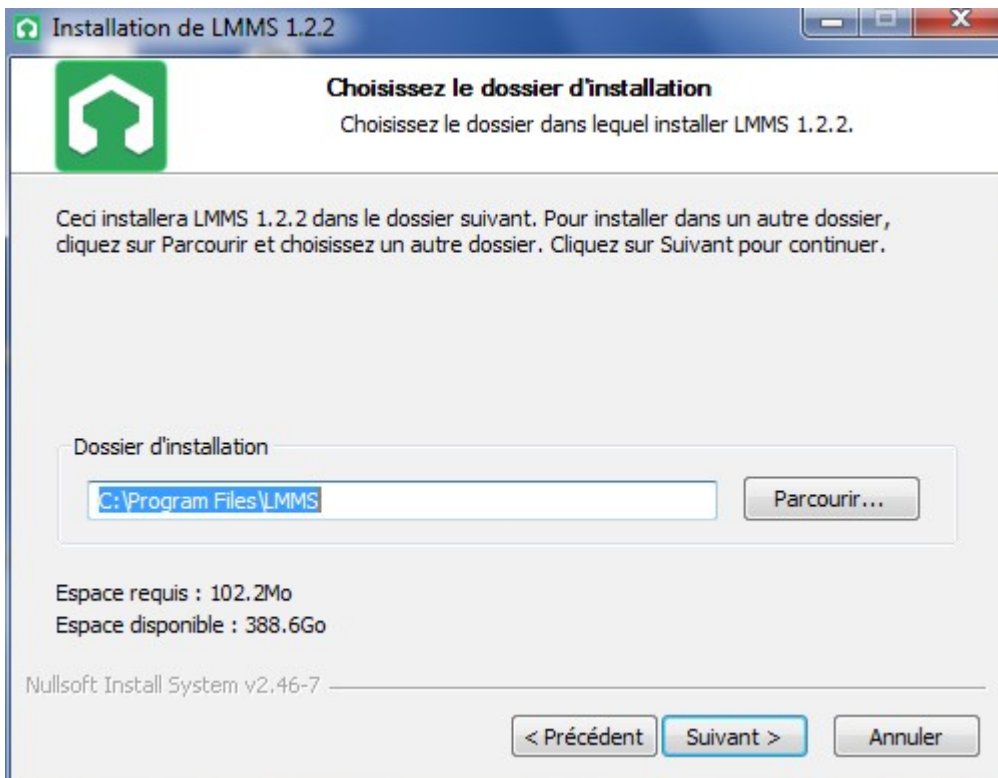 Installation de LMMS 1.2.2
Choisissez le dossier d'installation
Choisissez le dossier dans lequel installer LMMS 1.2.2.
Ceci installera LMMS 1.2.2 dans le dossier suivant. Pour installer dans un autre dossier,
cliquez sur Parcourir et choisissez un autre dossier. Cliquez sur Suivant pour continuer.
Dossier d'installation
C:\Program Files\LMMS
Parcourir...
Espace requis : 102.2Mo
Espace disponible : 388.6Go
Nullsoft Install System v2.46-7
< Précédent
Suivant >
Annuler